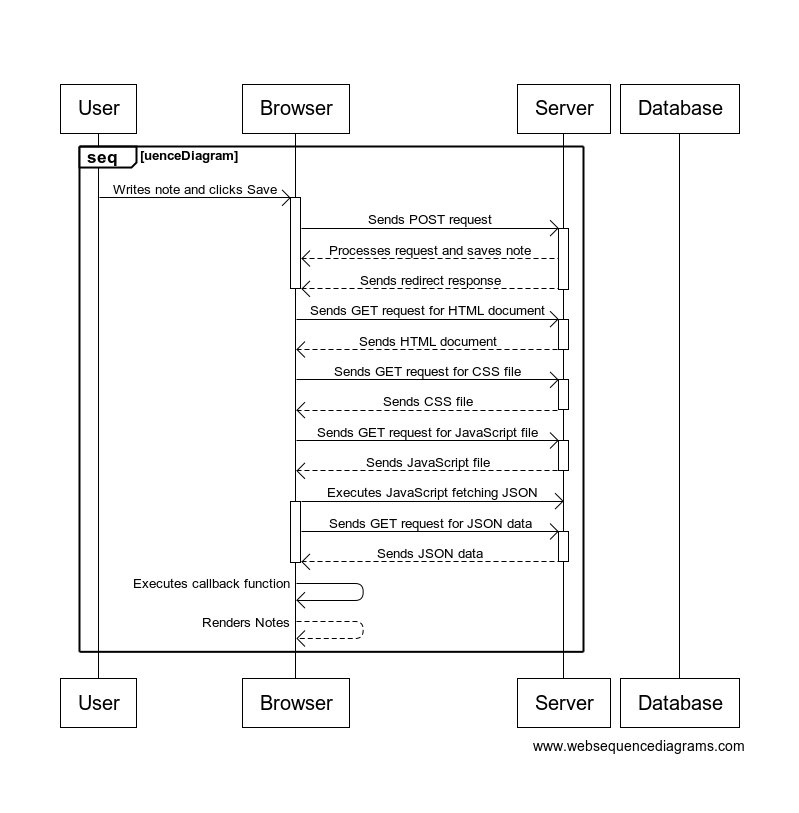 User
Browser
Server
Database
seq
[uenceDiagram]
Writes note and clicks Save
Sends POST request
Processes request and saves note
Sends redirect response
Sends GET request for HTML document
Sends HTML document
Sends GET request for CSS file
Sends CSS file
Sends GET request for JavaScript file
Sends JavaScript file
Executes JavaScript fetching JSON
Sends GET request for JSON data
Sends JSON data
Executes callback function
Renders Notes
User
Browser
Server
Database
www.websequencediagrams.com